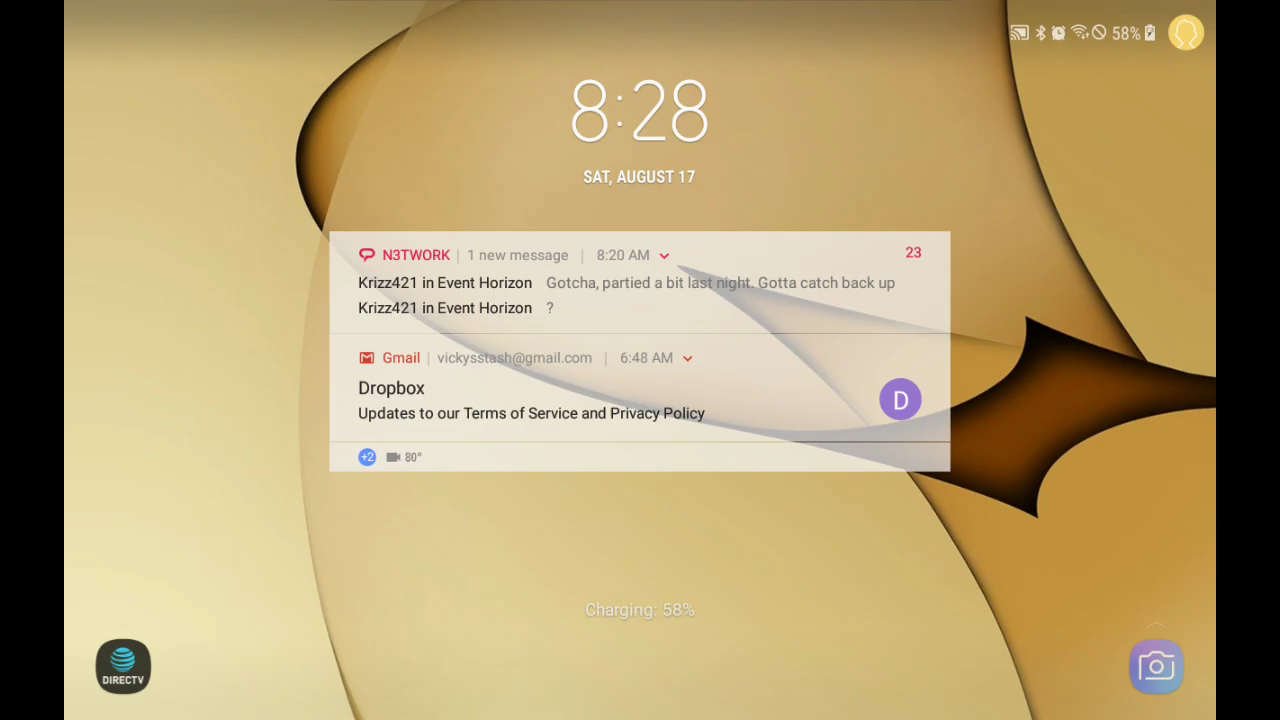 58%
8:28
SAT, AUGUST 17
N3TWORK | 1 new message | 8:20 AM 23
Krizz421 in Event Horizon Gotcha, partied a bit last night. Gotta catch back up
Krizz421 in Event Horizon ?
Gmail | vickysstash@gmail.com | 6:48 AM
Dropbox
D
Updates to our Terms of Service and Privacy Policy
+2 80°
Charging: 58%
DIRECTV